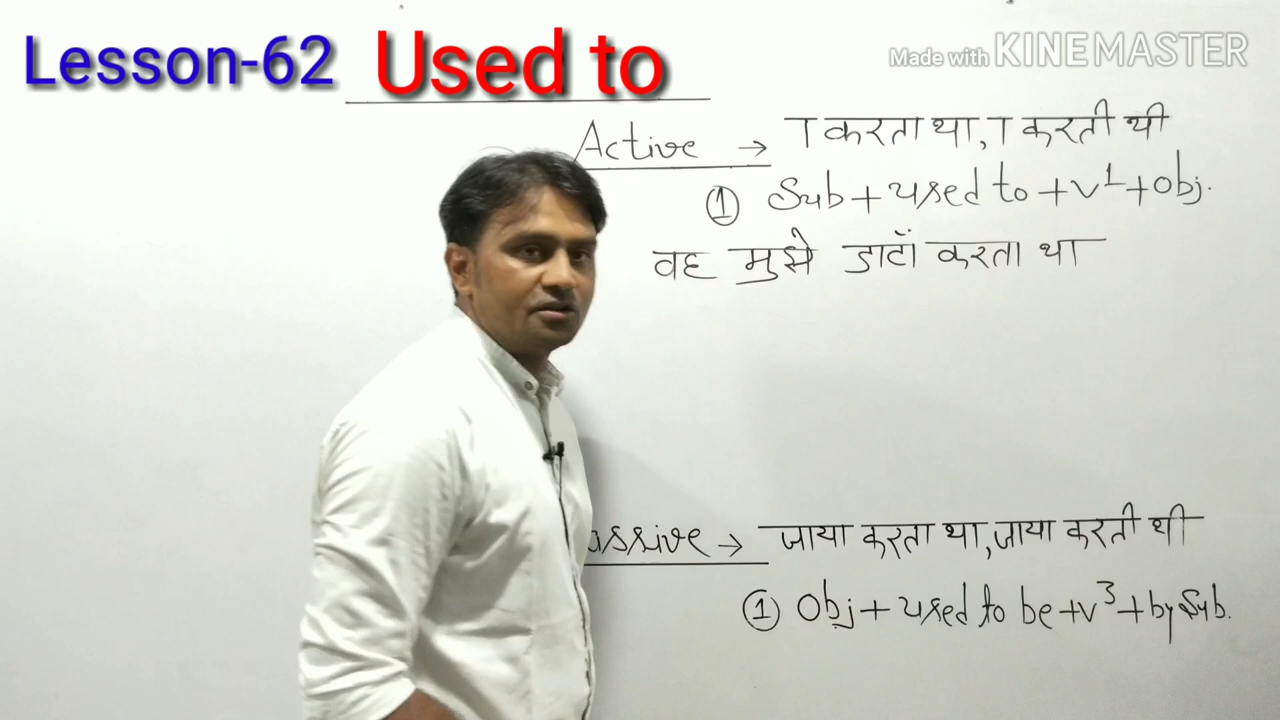 Lesson-62 Used to
Made with KINEMASTER
Active → ा करता था, ा करती थी
① Sub + used to + v¹ + Obj.
वह मुझे डाटाॅं करता था
assive → जाया करता था, जाया करती थी
① Obj + used to be + v³ + by Sub.